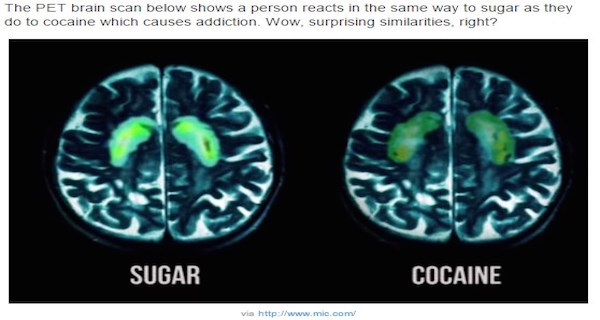 The PET brain scan below shows a person reacts in the same way to sugar as they
do to cocaine which causes addiction. Wow, surprising similarities, right?
SUGAR
COCAINE
via http://www.mic.com/